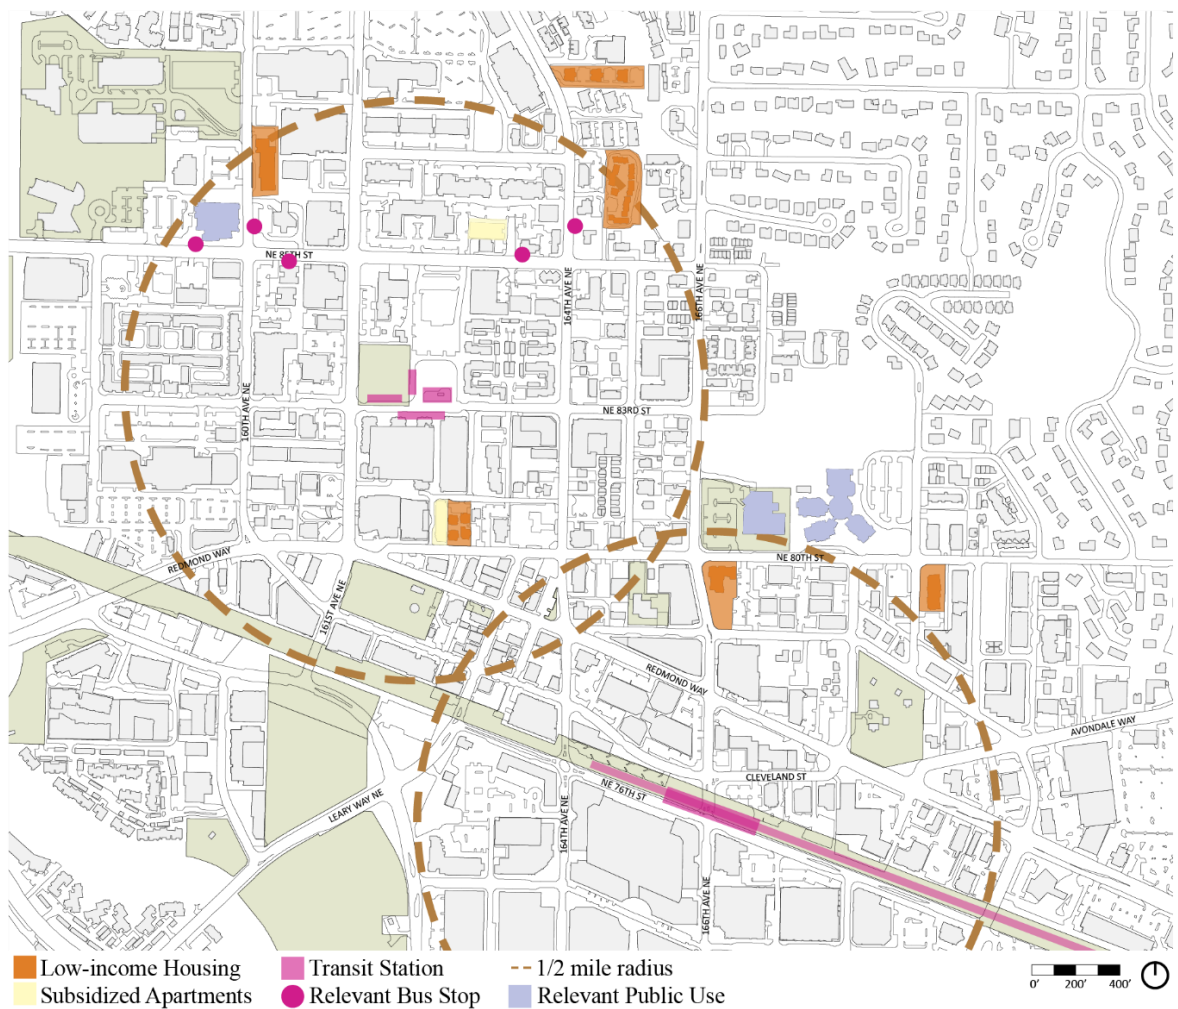 NE 85TH ST
164TH AVE NE
166TH AVE NE
160TH AVE NE
NE 83RD ST
REDMOND WAY
NE 80TH ST
161ST AVE NE
REDMOND WAY
AVONDALE WAY
CLEVELAND ST
NE 76TH ST
LEARY WAY NE
164TH AVE NE
166TH AVE NE
Low-income Housing
Transit Station
1/2 mile radius
Subsidized Apartments
Relevant Bus Stop
Relevant Public Use
0' 200' 400'